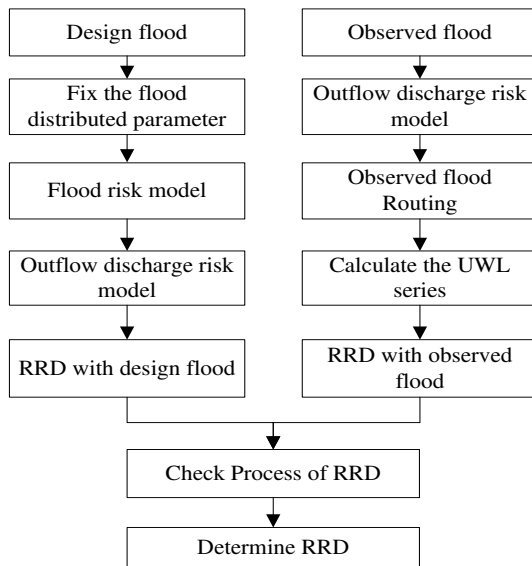 Design flood
Fix the flood
distributed parameter
Flood risk model
Outflow discharge risk
model
RRD with design flood
Observed flood
Outflow discharge risk
model
Observed flood
Routing
Calculate the UWL
series
RRD with observed
flood
Check Process of RRD
Determine RRD